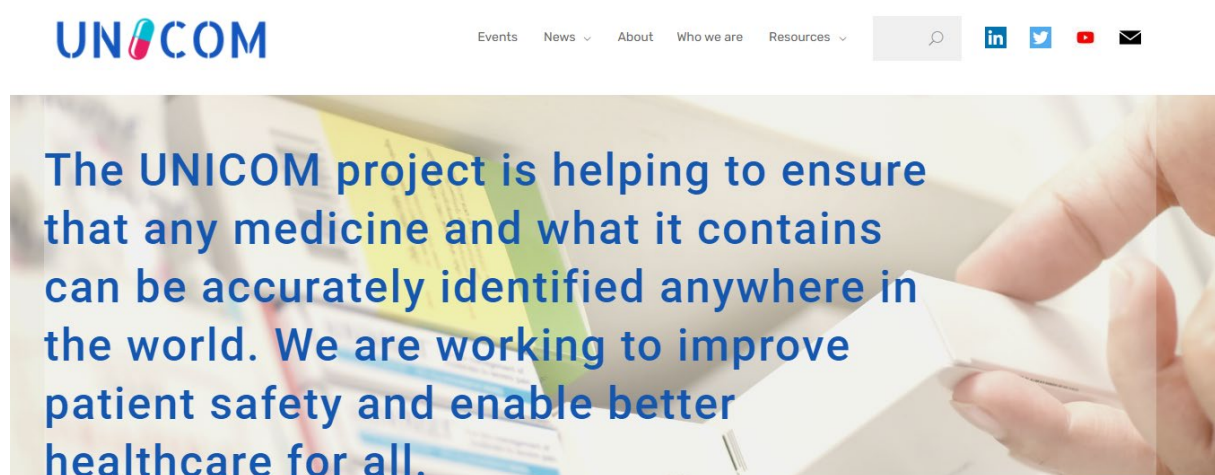 UNICOM
Events News About Who we are Resources
in
The UNICOM project is helping to ensure
that any medicine and what it contains
can be accurately identified anywhere in
the world. We are working to improve
patient safety and enable better
healthcare for all.